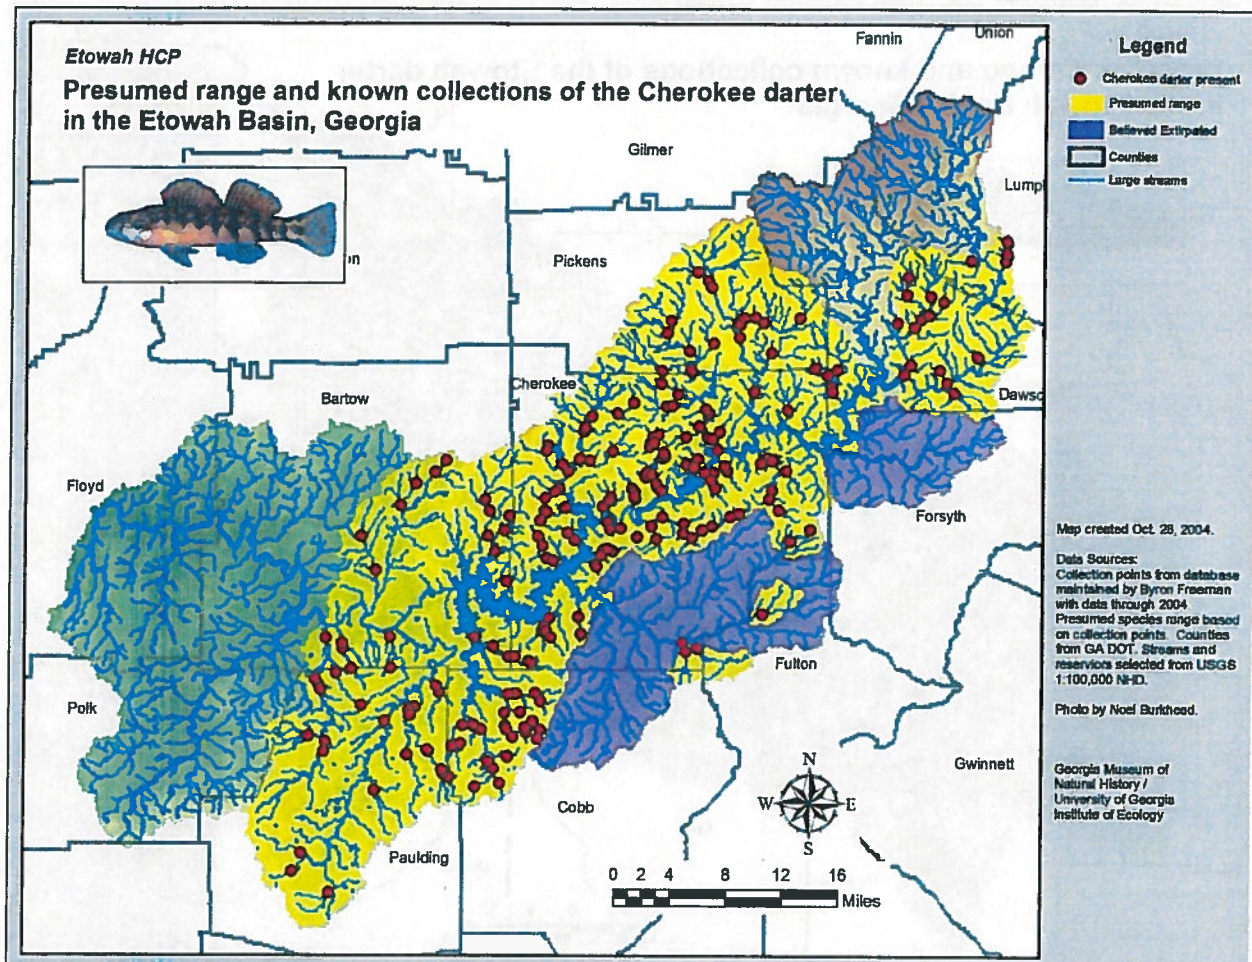 Etowah HCP
Presumed range and known collections of the Cherokee darter
in the Etowah Basin, Georgia
Fannin
Union
Gilmer
Lumpl
Pickens
Cherokee
Bartow
Dawso
Floyd
Forsyth
Fulton
Polk
Gwinnett
Cobb
Paulding
N
W
E
S
0 2 4 8 12 16
Miles
Legend
Cherokee darter present
Presumed range
Believed Extirpated
Counties
Large streams
Map created Oct. 28, 2004.
Data Sources:
Collection points from database
maintained by Byron Freeman
with data through 2004
Presumed species range based
on collection points. Counties
from GA DOT. Streams and
reserviors selected from USGS
1:100,000 NHD.
Photo by Noel Burkhead.
Georgia Museum of
Natural History /
University of Georgia
Institute of Ecology